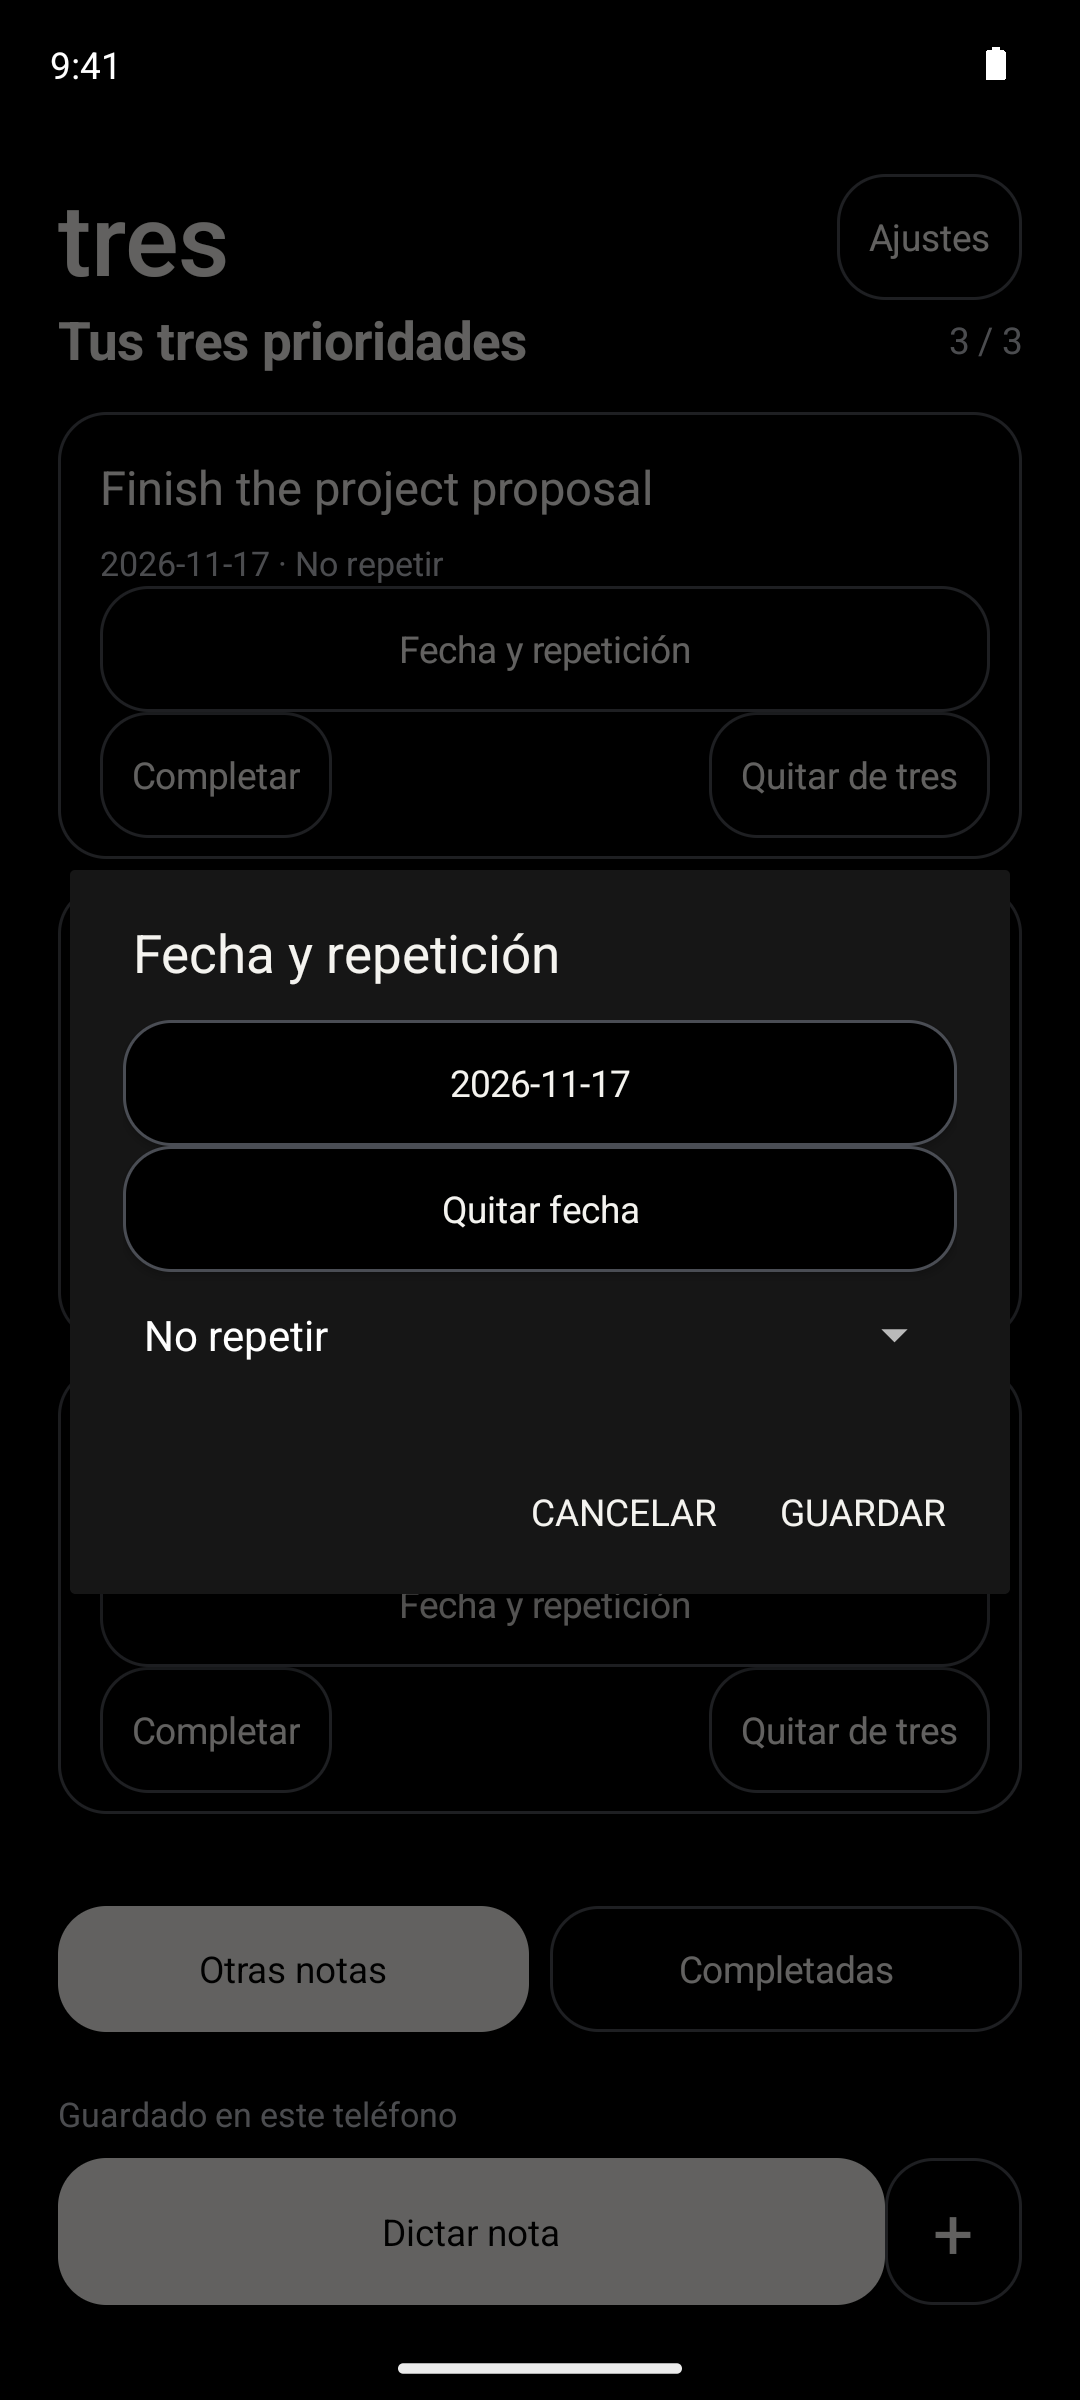 9:41
tres
Ajustes
Tus tres prioridades
3 / 3
Finish the project proposal
2026-11-17 · No repetir
Fecha y repetición
Completar
Quitar de tres
Fecha y repetición
2026-11-17
Quitar fecha
No repetir
CANCELAR
GUARDAR
Fecha y repetición
Completar
Quitar de tres
Otras notas
Completadas
Guardado en este teléfono
Dictar nota
+